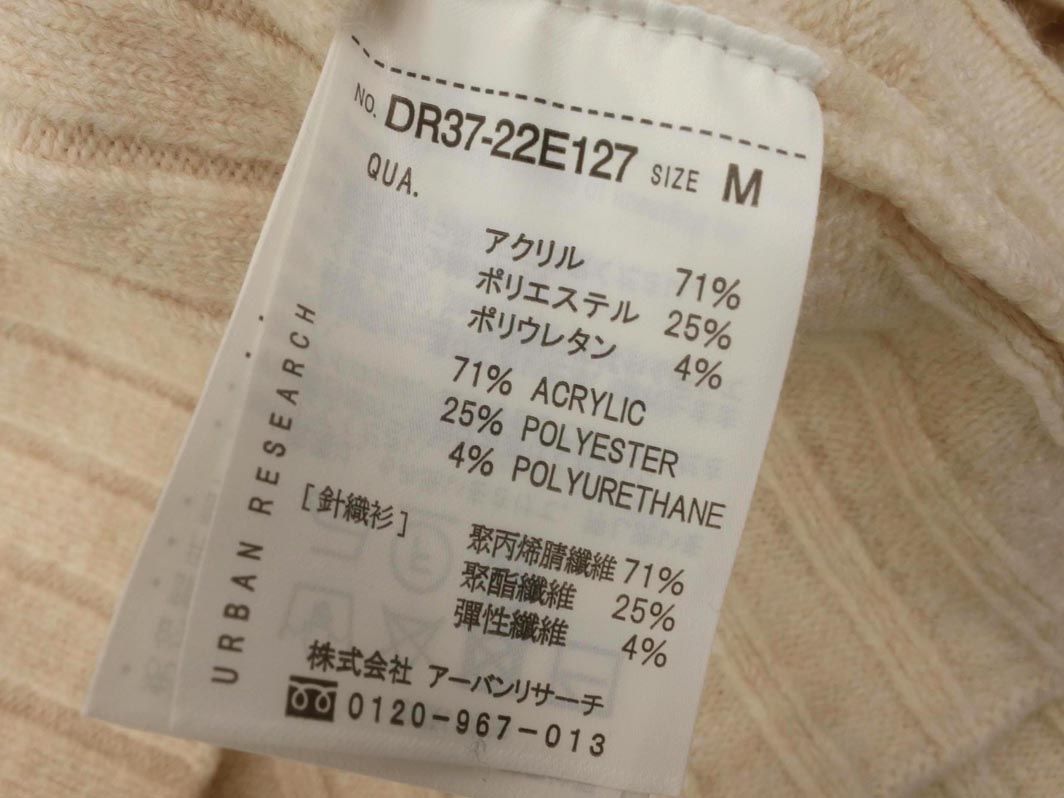 NO. DR37-22E127 SIZE M
QUA.
アクリル 71%
ポリエステル 25%
ポリウレタン 4%
71% ACRYLIC
25% POLYESTER
4% POLYURETHANE
[針織衫]
聚丙烯腈纖維 71%
聚酯纖維 25%
彈性纖維 4%
株式会社 アーバンリサーチ
0120-967-013
URBAN RESEARCH